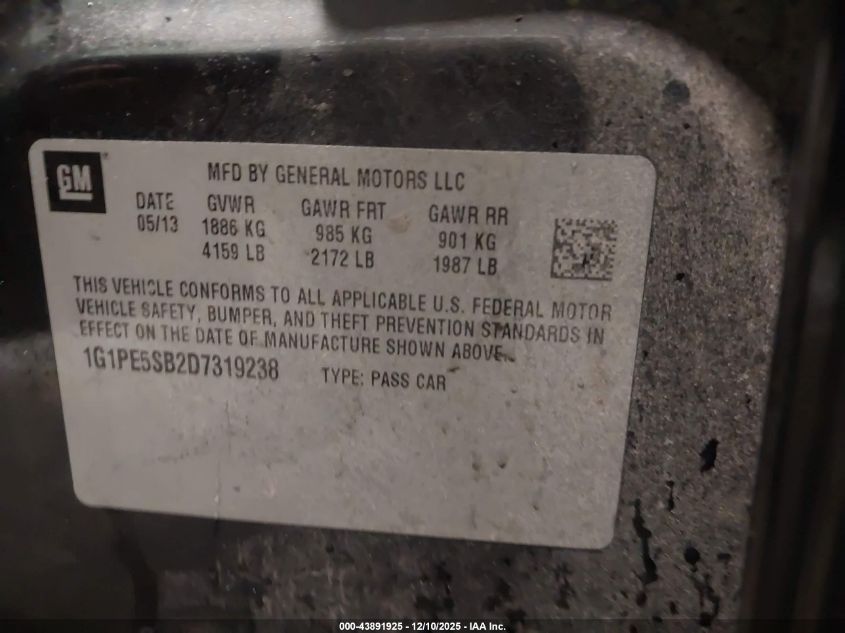 GM
MFD BY GENERAL MOTORS LLC
DATE GVWR GAWR FRT GAWR RR
05/13 1886 KG 985 KG 901 KG
4159 LB 2172 LB 1987 LB
THIS VEHICLE CONFORMS TO ALL APPLICABLE U.S. FEDERAL MOTOR
VEHICLE SAFETY, BUMPER, AND THEFT PREVENTION STANDARDS IN
EFFECT ON THE DATE OF MANUFACTURE SHOWN ABOVE.
1G1PE5SB2D7319238 TYPE: PASS CAR
000-43891925 - 12/10/2025 - IAA Inc.